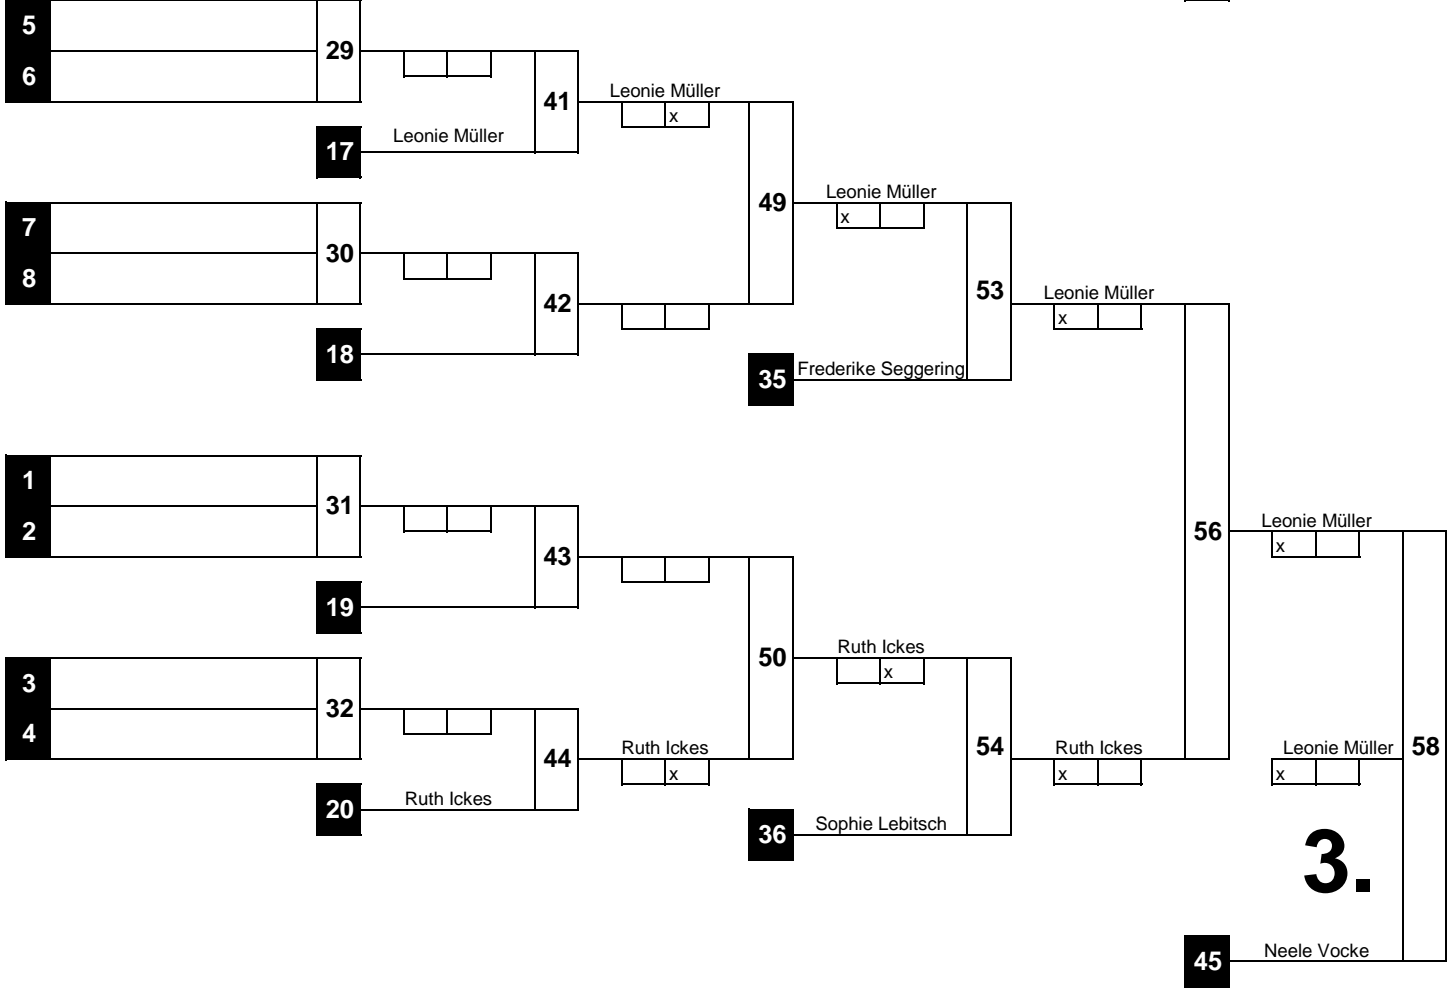 5
29
6
41
Leonie Müller
x
17
Leonie Müller
49
Leonie Müller
x
7
30
8
42
53
Leonie Müller
x
18
35
Frederike Seggering
1
31
2
43
56
Leonie Müller
x
19
50
Ruth Ickes
x
3
32
4
44
Ruth Ickes
x
54
Ruth Ickes
x
Leonie Müller
x
58
20
Ruth Ickes
36
Sophie Lebitsch
3.
45
Neele Vocke